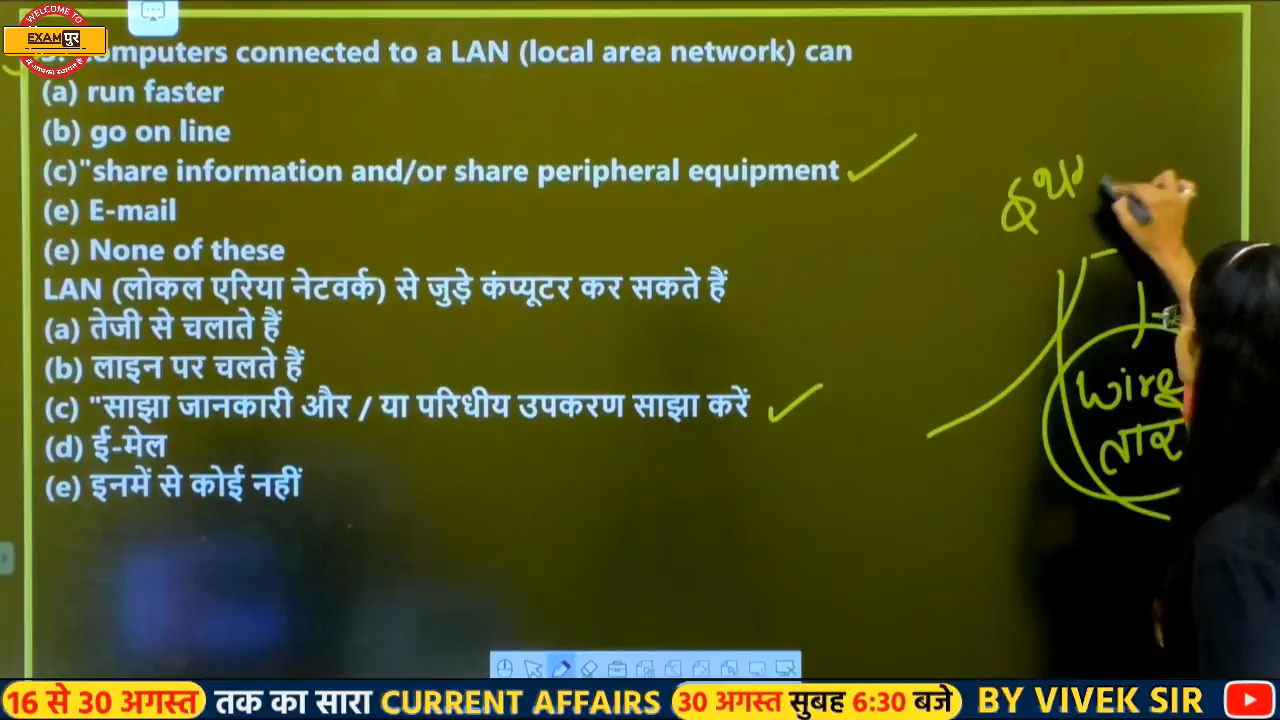 WELCOME TO
EXAM पुर
Computers connected to a LAN (local area network) can
(a) run faster
(b) go on line
(c)"share information and/or share peripheral equipment
(e) E-mail
(e) None of these
LAN (लोकल एरिया नेटवर्क) से जुड़े कंप्यूटर कर सकते हैं
(a) तेजी से चलाते हैं
(b) लाइन पर चलते हैं
(c) "साझा जानकारी और / या परिधीय उपकरण साझा करें
(d) ई-मेल
(e) इनमें से कोई नहीं
wire
तार
16 से 30 अगस्त तक का सारा CURRENT AFFAIRS 30 अगस्त सुबह 6:30 बजे BY VIVEK SIR